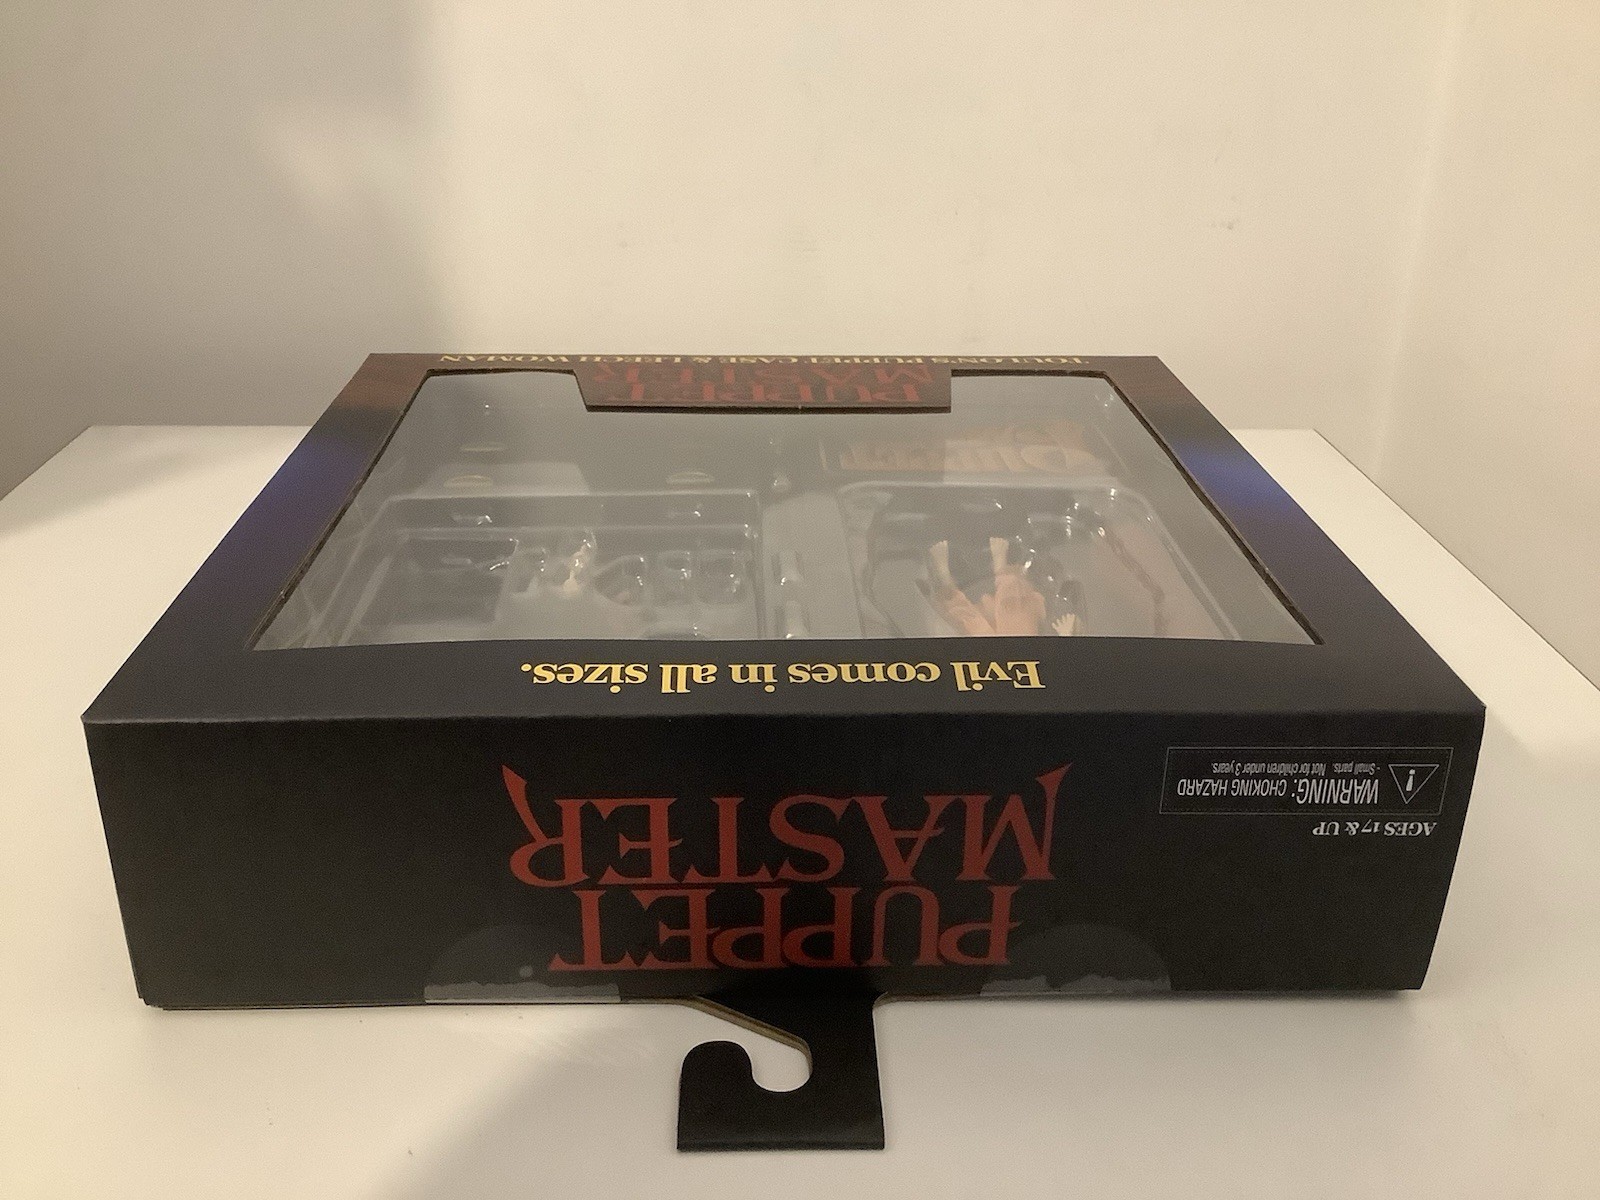 PUPPET
MASTER
AGES 17 & UP
WARNING: CHOKING HAZARD
- Small parts. Not for children under 3 years.
Evil comes in all sizes.
PUPPET
MASTER
TOULON'S PUPPET CASE & LEECH WOMAN